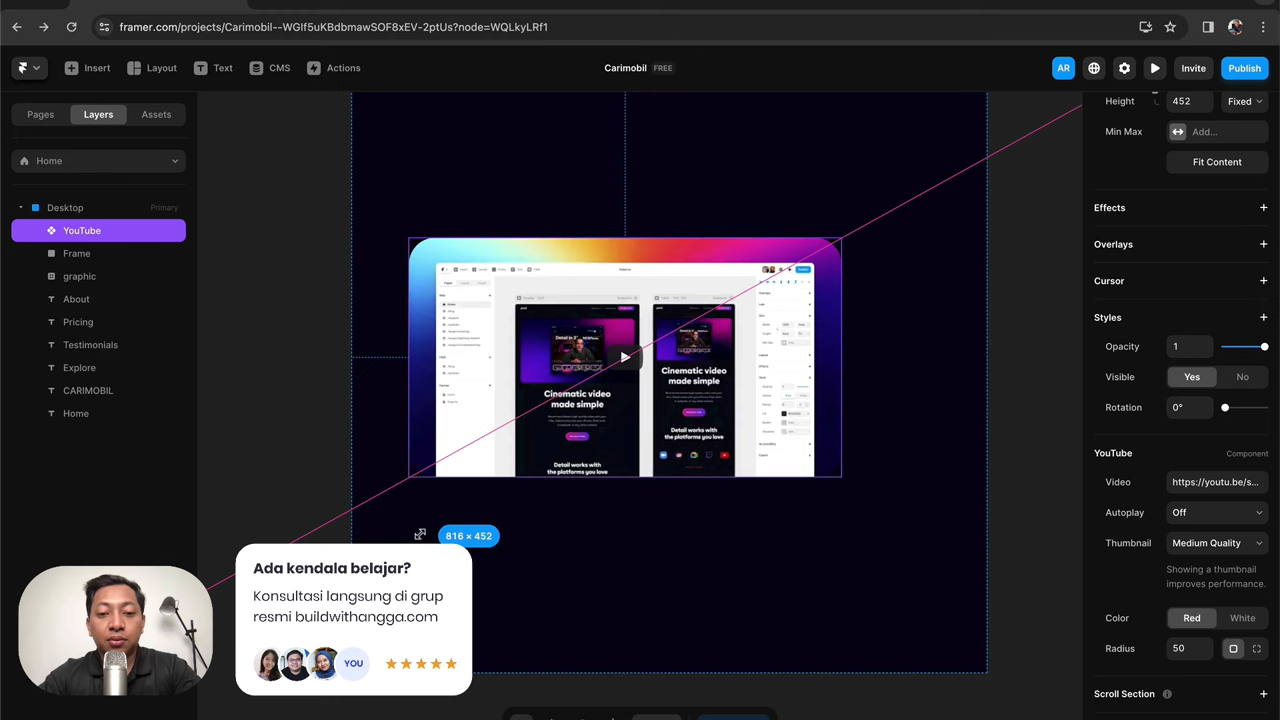 framer.com/projects/Carimobil--WGIf5uKBdbmawSOF8xEV-2ptUs?node=WQLkyLRf1
Insert
Layout
Text
CMS
Actions
Carimobil FREE
AR
Invite
Publish
Pages
Layers
Assets
Home
Desktop
Primary
YouTube
Frame
graphic
About
Pricing
Testimonials
Explore
CARIMOBIL
Home
Cinematic video
made simple
Detail works with
the platforms you love
Cinematic video
made simple
Detail works with
the platforms you love
816 × 452
Ada kendala belajar?
Konsultasi langsung di grup
resmi buildwithangga.com
YOU
Height
452
Fixed
Min Max
Add...
Fit Content
Effects
Overlays
Cursor
Styles
Opacity
1
Visible
Yes
No
Rotation
0°
YouTube
Component
Video
https://youtu.be/s...
Autoplay
Off
Thumbnail
Medium Quality
Showing a thumbnail
improves performance.
Color
Red
White
Radius
50
Scroll Section